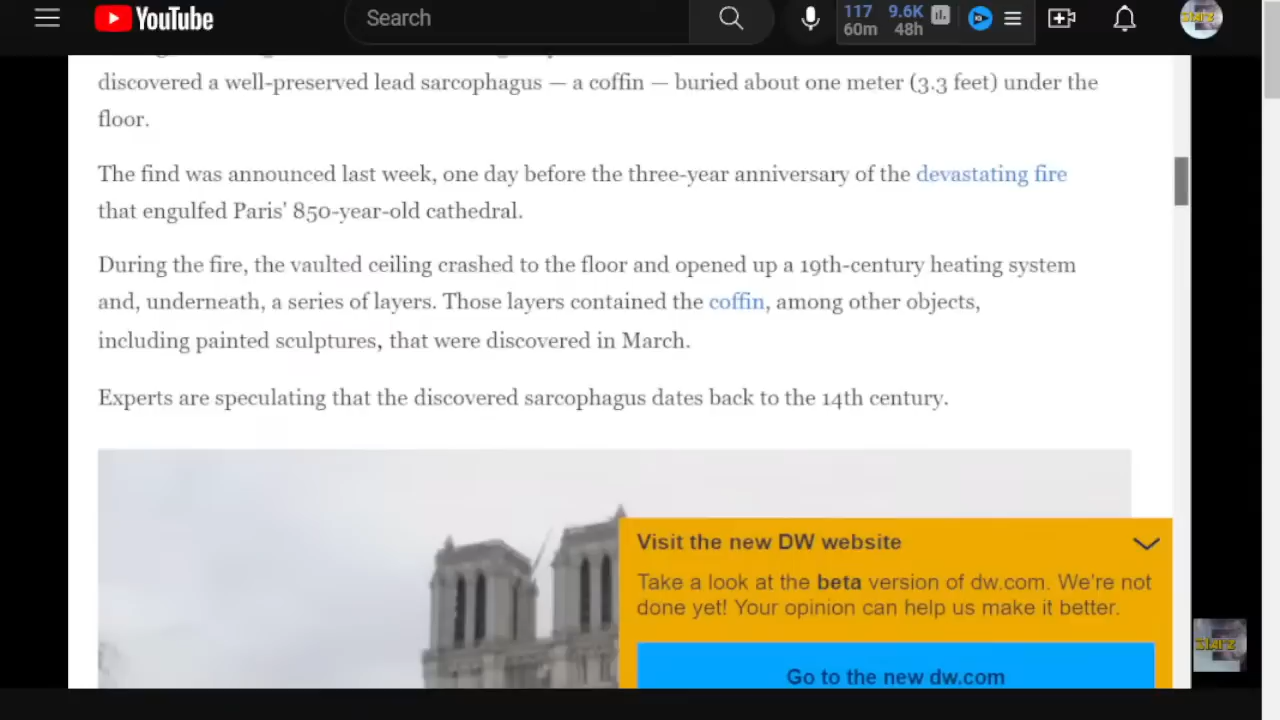 YouTube
Search
117 9.6K
60m 48h
discovered a well-preserved lead sarcophagus — a coffin — buried about one meter (3.3 feet) under the
floor.
The find was announced last week, one day before the three-year anniversary of the devastating fire
that engulfed Paris' 850-year-old cathedral.
During the fire, the vaulted ceiling crashed to the floor and opened up a 19th-century heating system
and, underneath, a series of layers. Those layers contained the coffin, among other objects,
including painted sculptures, that were discovered in March.
Experts are speculating that the discovered sarcophagus dates back to the 14th century.
Visit the new DW website
Take a look at the beta version of dw.com. We're not
done yet! Your opinion can help us make it better.
Go to the new dw.com